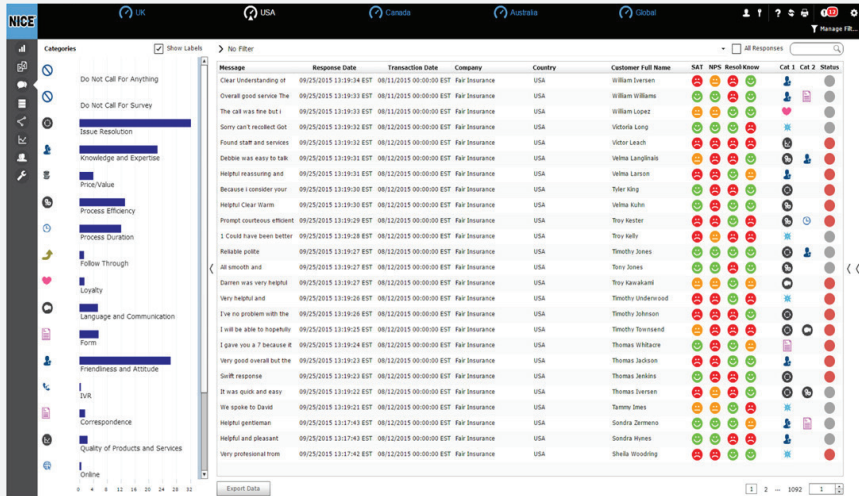 NICE
UK
USA
Canada
Australia
Global
12
Manage Filt...
Categories
Show Labels
Do Not Call For Anything
Do Not Call For Survey
Issue Resolution
Knowledge and Expertise
Price/Value
Process Efficiency
Process Duration
Follow Through
Loyalty
Language and Communication
Form
Friendliness and Attitude
IVR
Correspondence
Quality of Products and Services
Online
0 4 8 12 16 20 24 28 32
No Filter
All Responses
Message Response Date Transaction Date Company Country Customer Full Name SAT NPS Resol Know Cat 1 Cat 2 Status
Clear Understanding of 09/25/2015 13:19:34 EST 08/11/2015 00:00:00 EST Fair Insurance USA William Iversen
Overall good service The 09/25/2015 13:19:33 EST 08/11/2015 00:00:00 EST Fair Insurance USA William Williams
The call was fine but i 09/25/2015 13:19:33 EST 08/11/2015 00:00:00 EST Fair Insurance USA William Lopez
Sorry can't recollect Got 09/25/2015 13:19:32 EST 08/12/2015 00:00:00 EST Fair Insurance USA Victoria Long
Found staff and services 09/25/2015 13:19:32 EST 08/12/2015 00:00:00 EST Fair Insurance USA Victor Leach
Debbie was easy to talk 09/25/2015 13:19:31 EST 08/12/2015 00:00:00 EST Fair Insurance USA Velma Langlinais
Helpful reassuring and 09/25/2015 13:19:31 EST 08/12/2015 00:00:00 EST Fair Insurance USA Velma Larson
Because i consider your 09/25/2015 13:19:30 EST 08/12/2015 00:00:00 EST Fair Insurance USA Tyler King
Helpful Clear Warm 09/25/2015 13:19:30 EST 08/12/2015 00:00:00 EST Fair Insurance USA Velma Kuhn
Prompt courteous efficient 09/25/2015 13:19:29 EST 08/12/2015 00:00:00 EST Fair Insurance USA Troy Kester
1 Could have been better 09/25/2015 13:19:28 EST 08/12/2015 00:00:00 EST Fair Insurance USA Troy Kelly
Reliable polite 09/25/2015 13:19:27 EST 08/12/2015 00:00:00 EST Fair Insurance USA Timothy Jones
All smooth and 09/25/2015 13:19:27 EST 08/12/2015 00:00:00 EST Fair Insurance USA Tony Jones
Darren was very helpful 09/25/2015 13:19:27 EST 08/12/2015 00:00:00 EST Fair Insurance USA Troy Kawakami
Very helpful and 09/25/2015 13:19:26 EST 08/12/2015 00:00:00 EST Fair Insurance USA Timothy Underwood
I've no problem with the 09/25/2015 13:19:26 EST 08/12/2015 00:00:00 EST Fair Insurance USA Timothy Johnson
I will be able to hopefully 09/25/2015 13:19:25 EST 08/12/2015 00:00:00 EST Fair Insurance USA Timothy Townsend
I gave you a 7 because it 09/25/2015 13:19:24 EST 08/12/2015 00:00:00 EST Fair Insurance USA Thomas Whitacre
Very good overall but the 09/25/2015 13:19:23 EST 08/12/2015 00:00:00 EST Fair Insurance USA Thomas Jackson
Swift response 09/25/2015 13:19:23 EST 08/12/2015 00:00:00 EST Fair Insurance USA Thomas Jenkins
It was quick and easy 09/25/2015 13:19:22 EST 08/12/2015 00:00:00 EST Fair Insurance USA Thomas Iversen
We spoke to David 09/25/2015 13:19:21 EST 08/12/2015 00:00:00 EST Fair Insurance USA Tammy Imes
Helpful gentleman 09/25/2015 13:17:43 EST 08/12/2015 00:00:00 EST Fair Insurance USA Sondra Zermeno
Helpful and pleasant 09/25/2015 13:17:43 EST 08/12/2015 00:00:00 EST Fair Insurance USA Sondra Hynes
Very profesional from 09/25/2015 13:17:42 EST 08/12/2015 00:00:00 EST Fair Insurance USA Sheila Woodring
Export Data
1 2 ... 1092 1